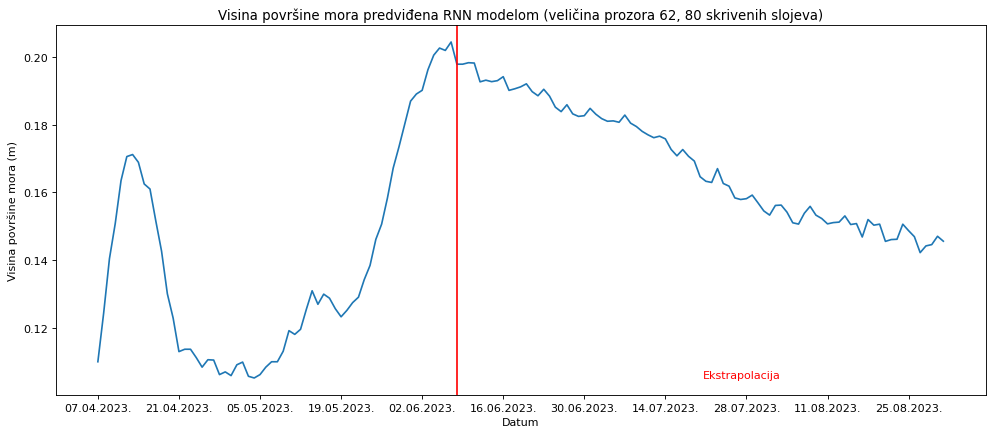 Visina površine mora predviđena RNN modelom (veličina prozora 62, 80 skrivenih slojeva)
Visina površine mora (m)
0.20
0.18
0.16
0.14
0.12
Ekstrapolacija
07.04.2023. 21.04.2023. 05.05.2023. 19.05.2023. 02.06.2023. 16.06.2023. 30.06.2023. 14.07.2023. 28.07.2023. 11.08.2023. 25.08.2023.
Datum